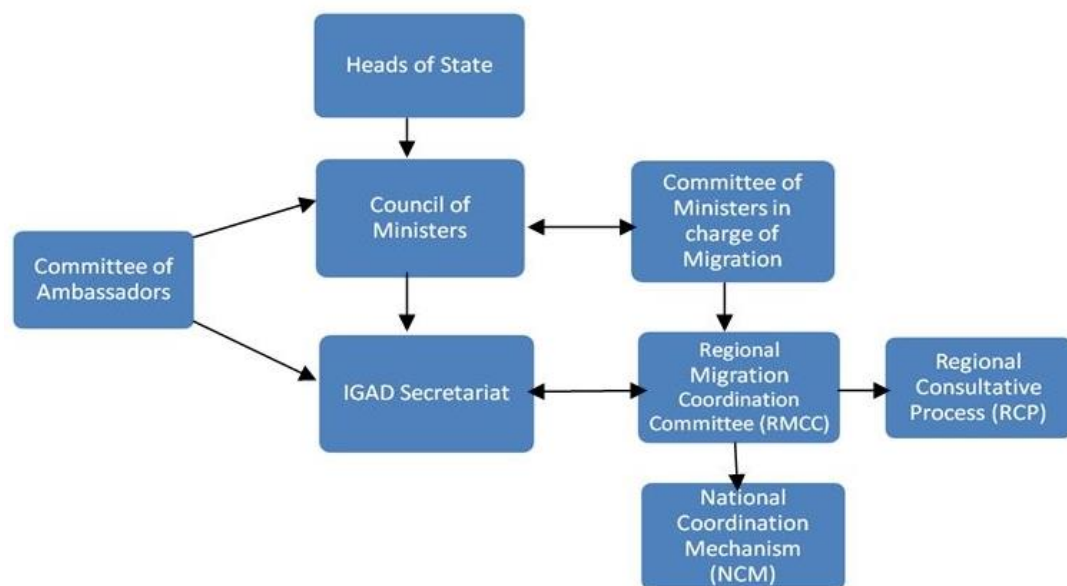 Heads of State
Council of
Ministers
Committee of
Ministers in
charge of
Migration
Committee of
Ambassadors
IGAD Secretariat
Regional
Migration
Coordination
Committee (RMCC)
Regional
Consultative
Process (RCP)
National
Coordination
Mechanism
(NCM)